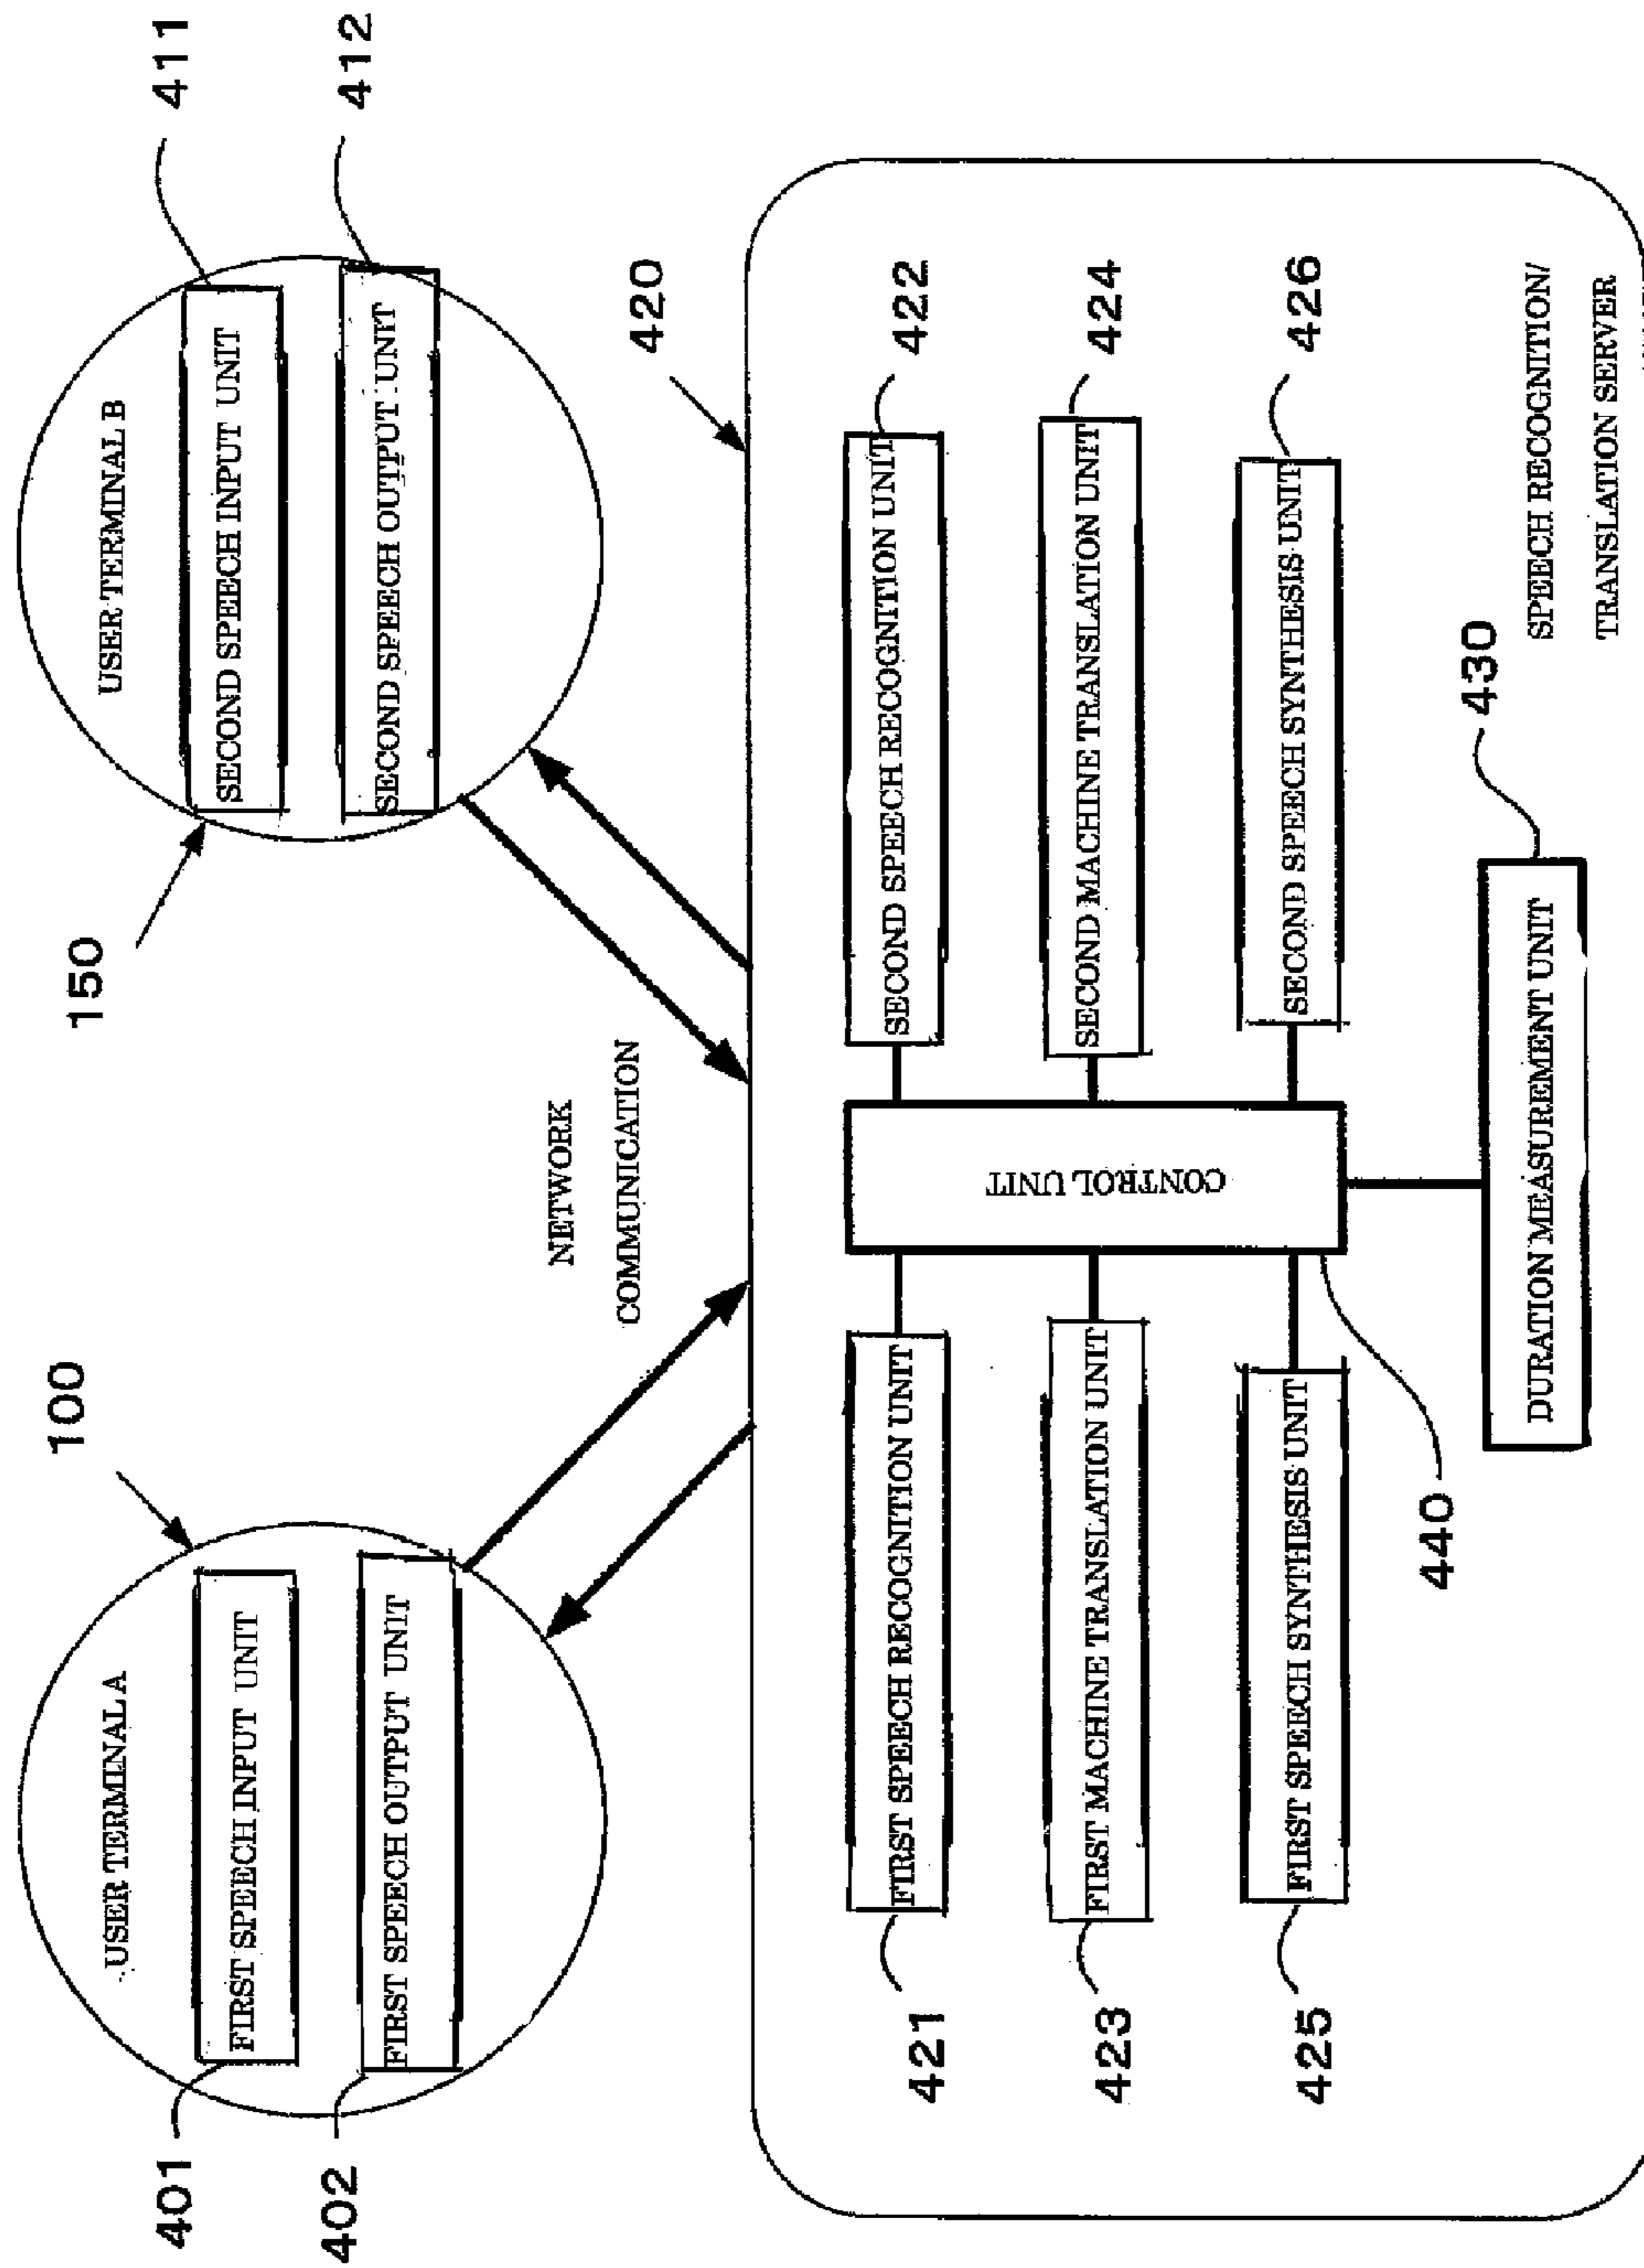 100
USER TERMINAL A
401
FIRST SPEECH INPUT UNIT
402
FIRST SPEECH OUTPUT UNIT
150
USER TERMINAL B
411
SECOND SPEECH INPUT UNIT
412
SECOND SPEECH OUTPUT UNIT
NETWORK
COMMUNICATION
420
421
FIRST SPEECH RECOGNITION UNIT
SECOND SPEECH RECOGNITION UNIT
422
423
FIRST MACHINE TRANSLATION UNIT
CONTROL UNIT
SECOND MACHINE TRANSLATION UNIT
424
425
FIRST SPEECH SYNTHESIS UNIT
SECOND SPEECH SYNTHESIS UNIT
426
440
430
DURATION MEASUREMENT UNIT
SPEECH RECOGNITION/
TRANSLATION SERVER